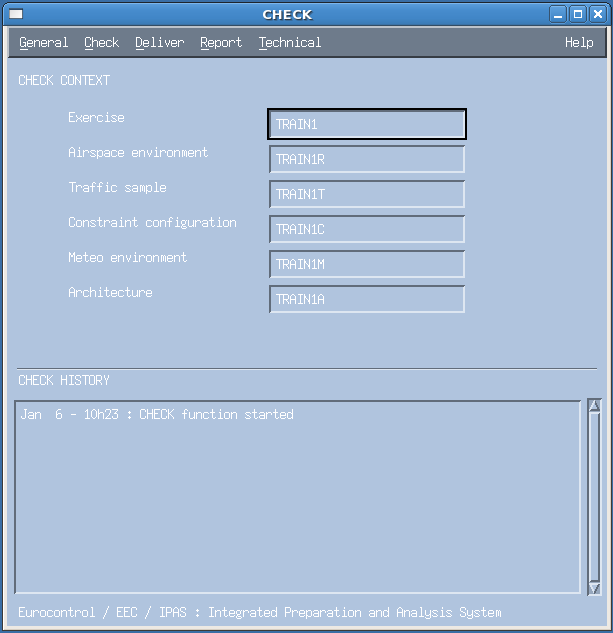 CHECK
General Check Deliver Report Technical Help
CHECK CONTEXT
Exercise TRAIN1
Airspace environment TRAIN1R
Traffic sample TRAIN1T
Constraint configuration TRAIN1C
Meteo environment TRAIN1M
Architecture TRAIN1A
CHECK HISTORY
Jan  6 - 10h23 : CHECK function started
Eurocontrol / EEC / IPAS : Integrated Preparation and Analysis System